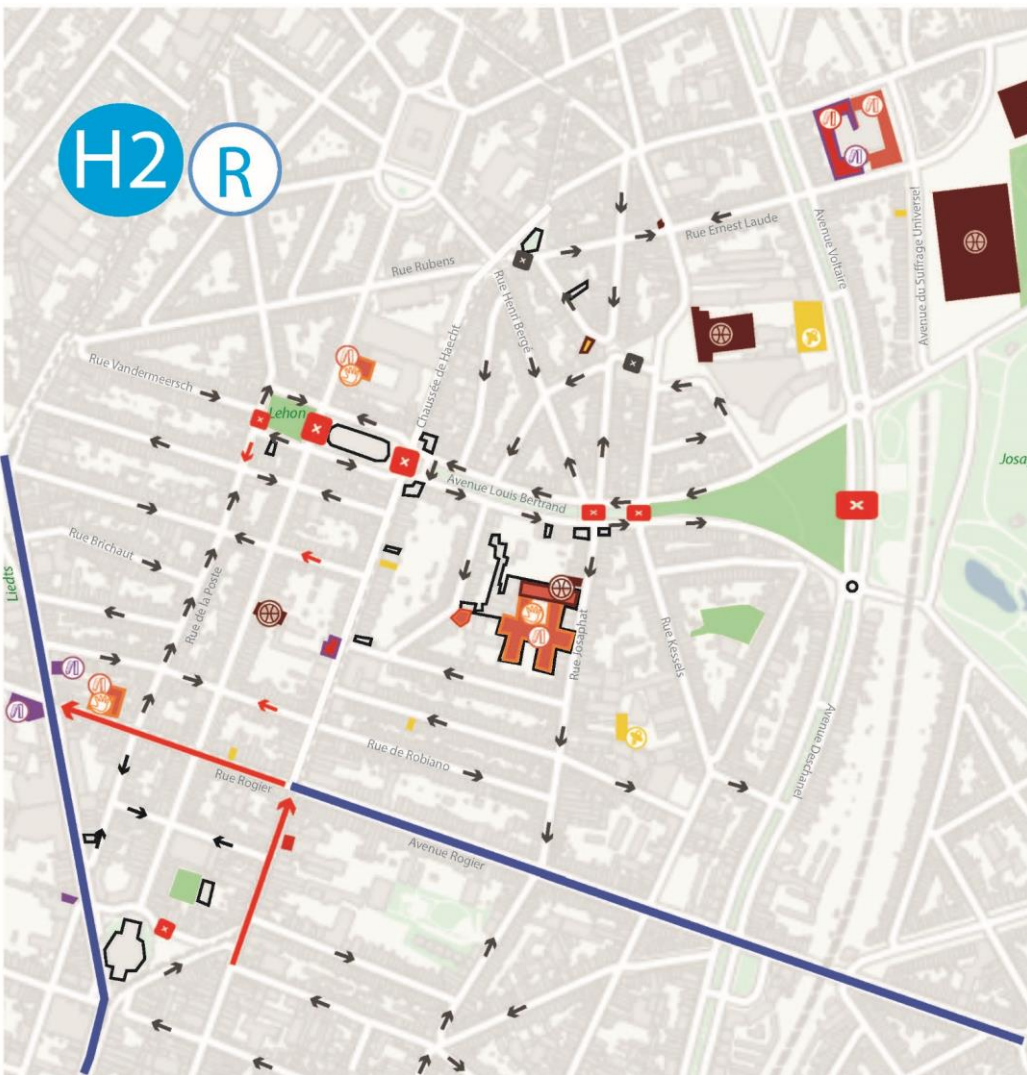 H2
R
Rue Ernest Laude
Avenue Voltaire
Avenue du Suffrage Universel
Rue Rubens
Rue Henri Bergé
Chaussée de Haecht
Rue Vandermeersch
Lehon
Josa
Avenue Louis Bertrand
Rue Brichaut
Liedts
Rue de la Poste
Rue Josaphat
Rue Kessels
Avenue Deschanel
Rue de Robiano
Rue Rogier
Avenue Rogier